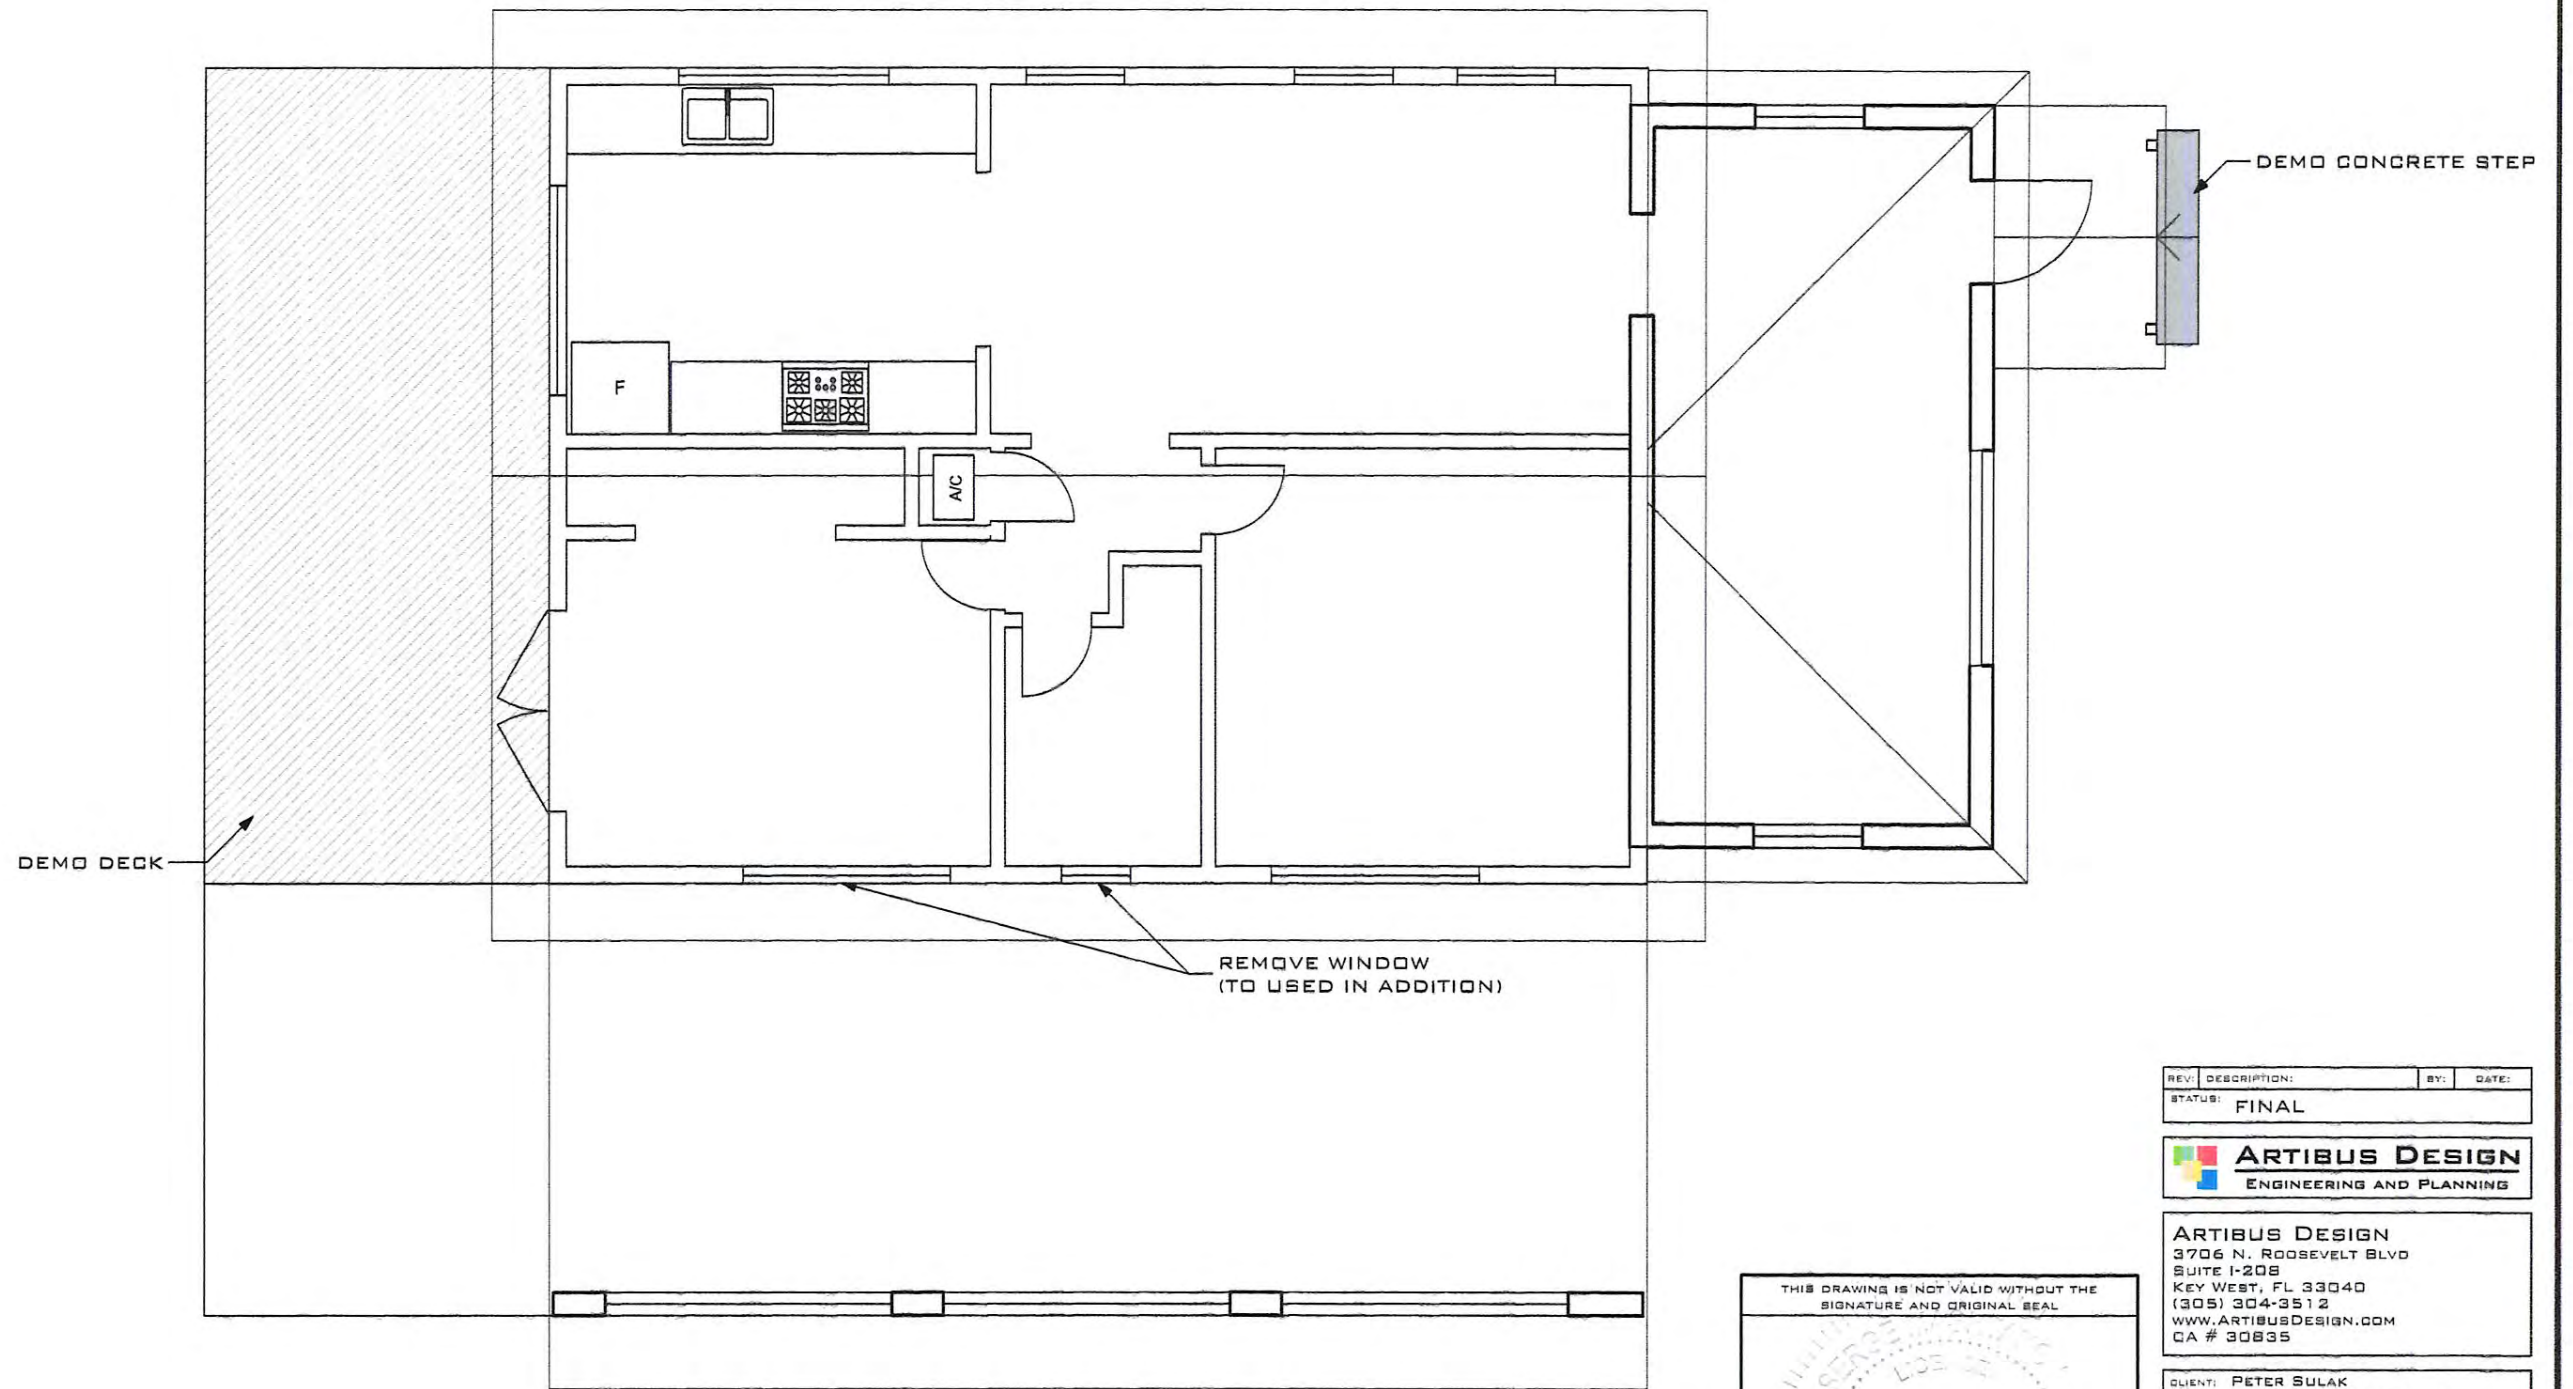 DEMO CONCRETE STEP
F
A/C
DEMO DECK
REMOVE WINDOW
(TO USED IN ADDITION)
REV: DESCRIPTION: BY: DATE:
STATUS: FINAL
ARTIBUS DESIGN
ENGINEERING AND PLANNING
ARTIBUS DESIGN
3706 N. ROOSEVELT BLVD
SUITE I-208
KEY WEST, FL 33040
(305) 304-3512
WWW.ARTIBUSDESIGN.COM
CA # 30835
CLIENT: PETER SULAK
THIS DRAWING IS NOT VALID WITHOUT THE
SIGNATURE AND ORIGINAL SEAL
SERGE